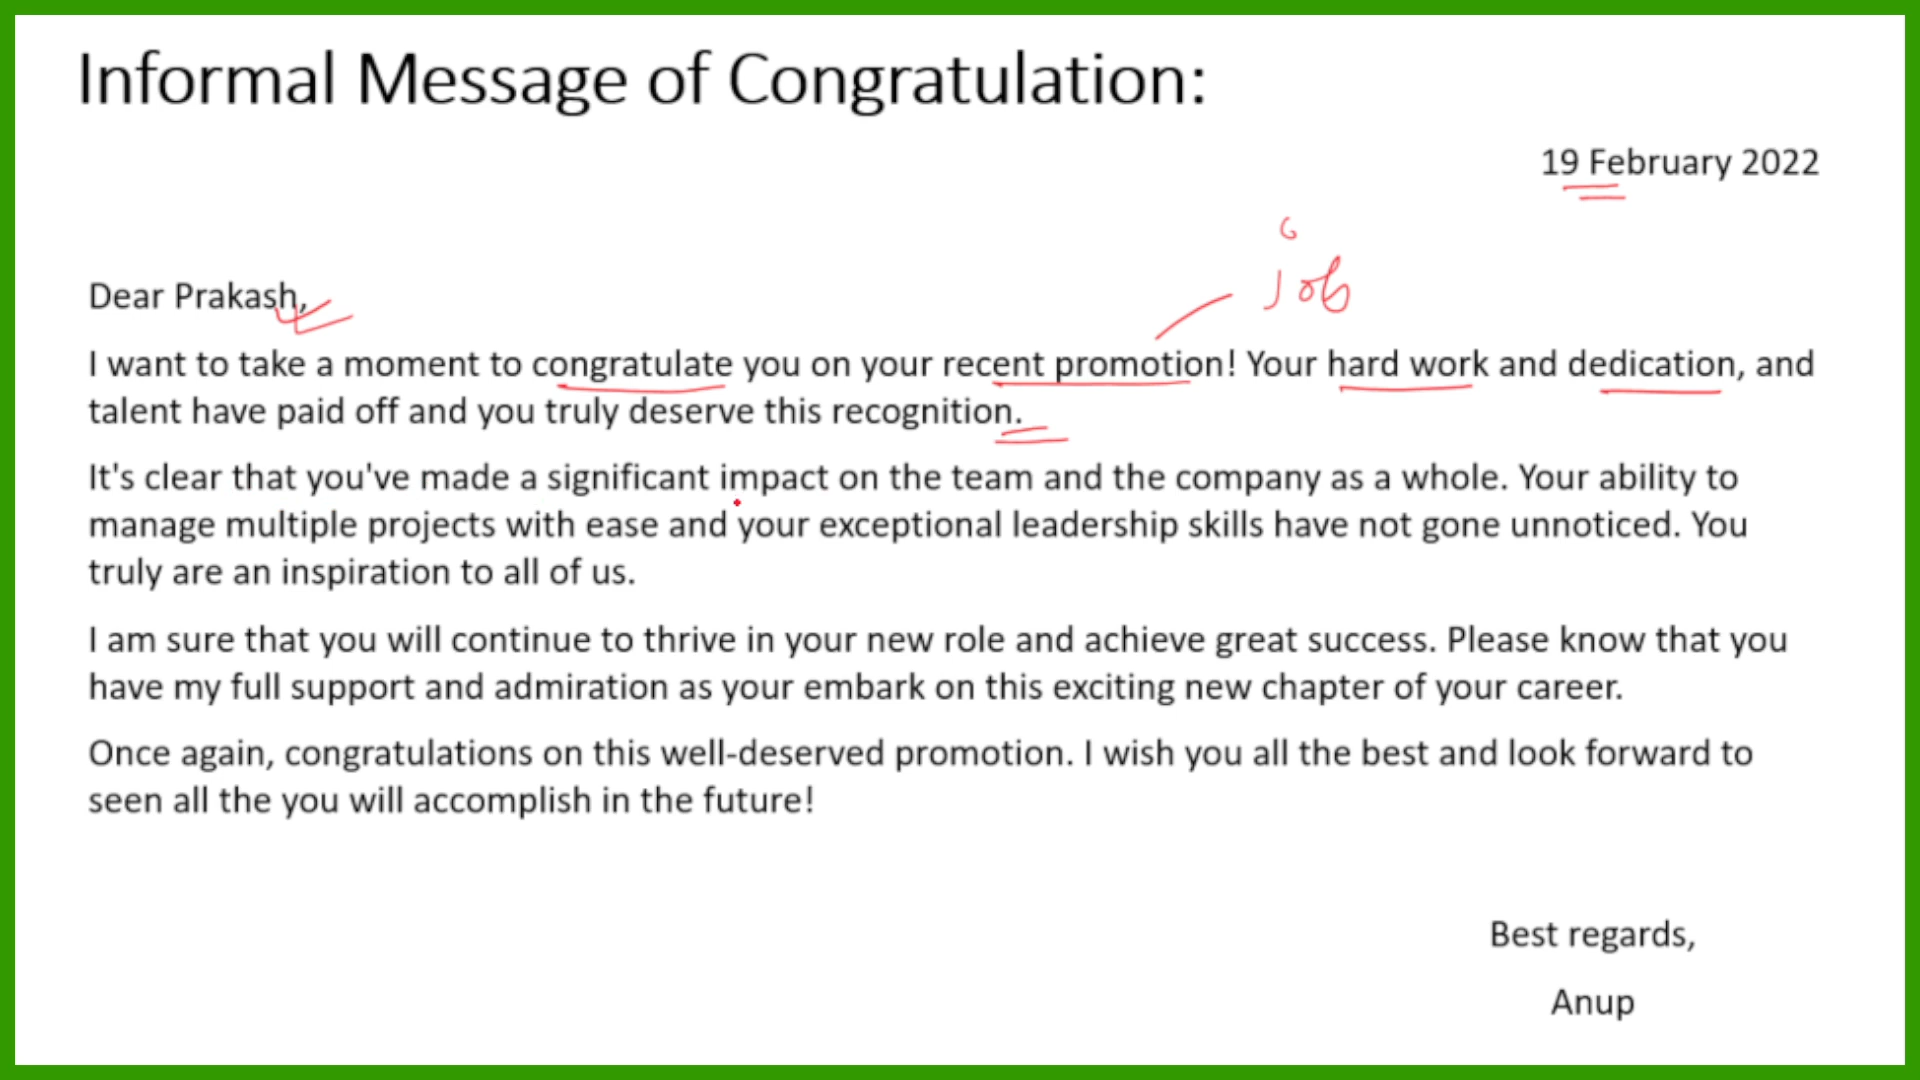 Informal Message of Congratulation:
19 February 2022
Job
Dear Prakash,
I want to take a moment to congratulate you on your recent promotion! Your hard work and dedication, and
talent have paid off and you truly deserve this recognition.
It's clear that you've made a significant impact on the team and the company as a whole. Your ability to
manage multiple projects with ease and your exceptional leadership skills have not gone unnoticed. You
truly are an inspiration to all of us.
I am sure that you will continue to thrive in your new role and achieve great success. Please know that you
have my full support and admiration as your embark on this exciting new chapter of your career.
Once again, congratulations on this well-deserved promotion. I wish you all the best and look forward to
seen all the you will accomplish in the future!
Best regards,
Anup